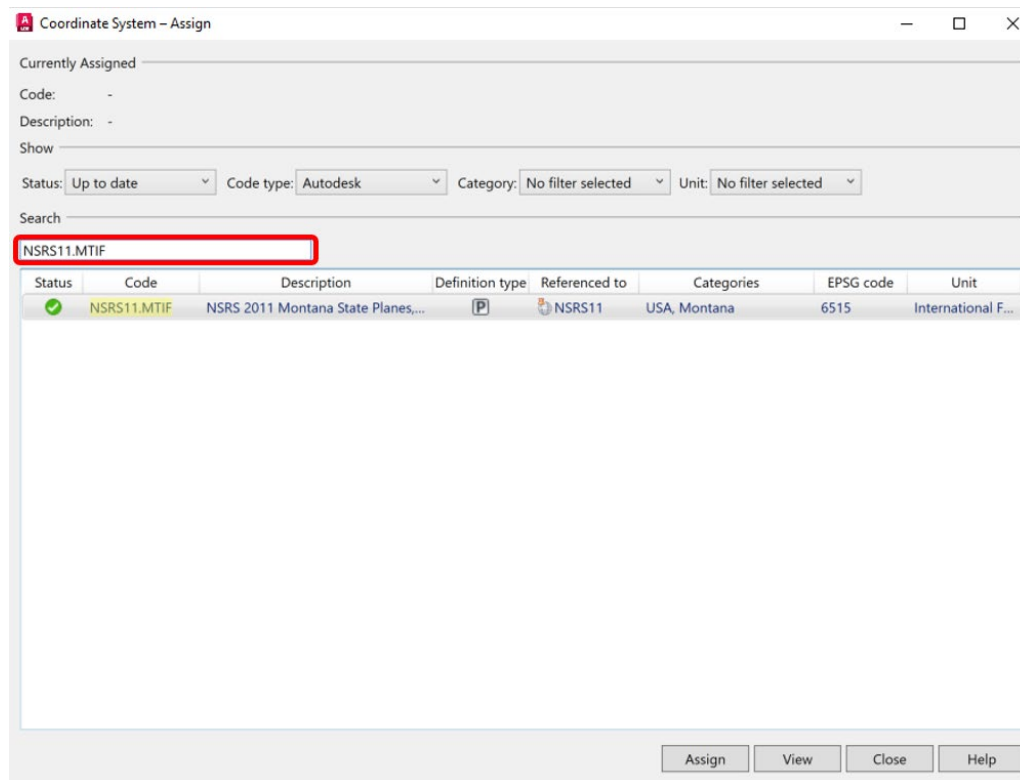 Coordinate System – Assign
Currently Assigned
Code: -
Description: -
Show
Status: Up to date Code type: Autodesk Category: No filter selected Unit: No filter selected
Search
NSRS11.MTIF
Status Code Description Definition type Referenced to Categories EPSG code Unit
NSRS11.MTIF NSRS 2011 Montana State Planes,... P NSRS11 USA, Montana 6515 International F...
Assign View Close Help